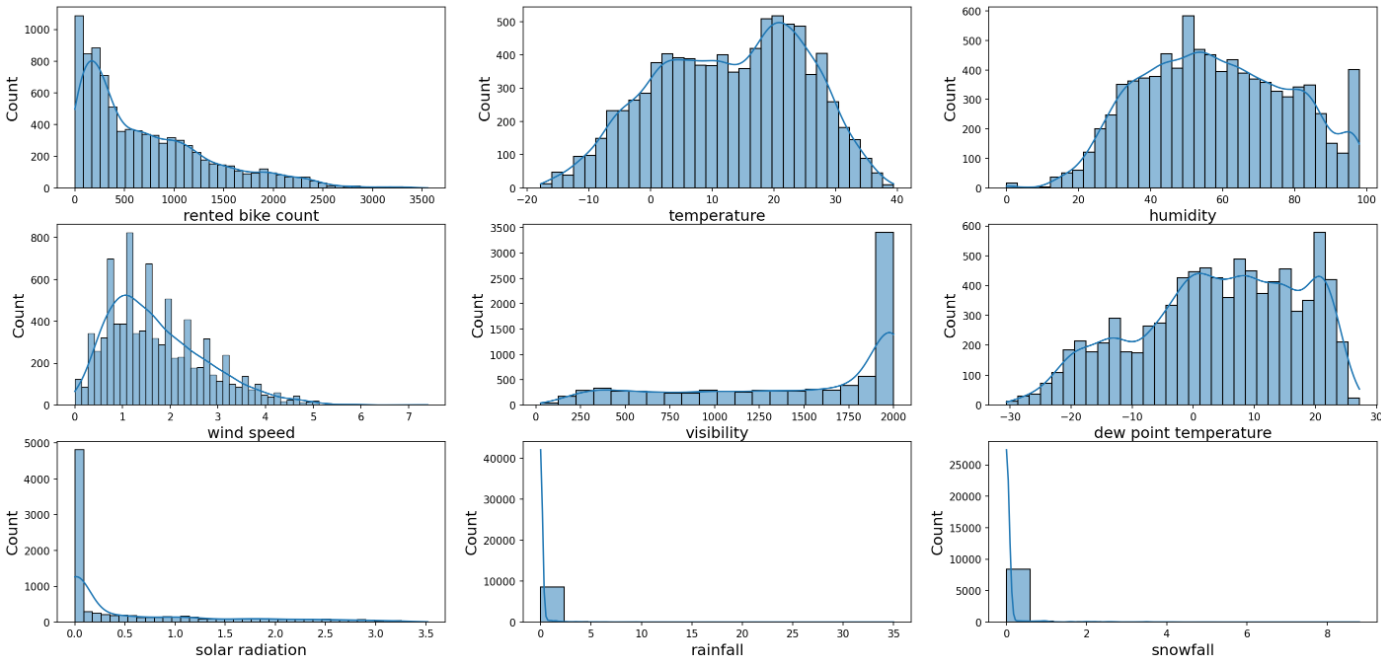 Count
1000
800
600
400
200
0
0 500 1000 1500 2000 2500 3000 3500
rented bike count
Count
500
400
300
200
100
0
−20 −10 0 10 20 30 40
temperature
Count
600
500
400
300
200
100
0
0 20 40 60 80 100
humidity
Count
800
600
400
200
0
0 1 2 3 4 5 6 7
wind speed
Count
3500
3000
2500
2000
1500
1000
500
0
0 250 500 750 1000 1250 1500 1750 2000
visibility
Count
600
500
400
300
200
100
0
−30 −20 −10 0 10 20 30
dew point temperature
Count
5000
4000
3000
2000
1000
0
0.0 0.5 1.0 1.5 2.0 2.5 3.0 3.5
solar radiation
Count
40000
30000
20000
10000
0
0 5 10 15 20 25 30 35
rainfall
Count
25000
20000
15000
10000
5000
0
0 2 4 6 8
snowfall